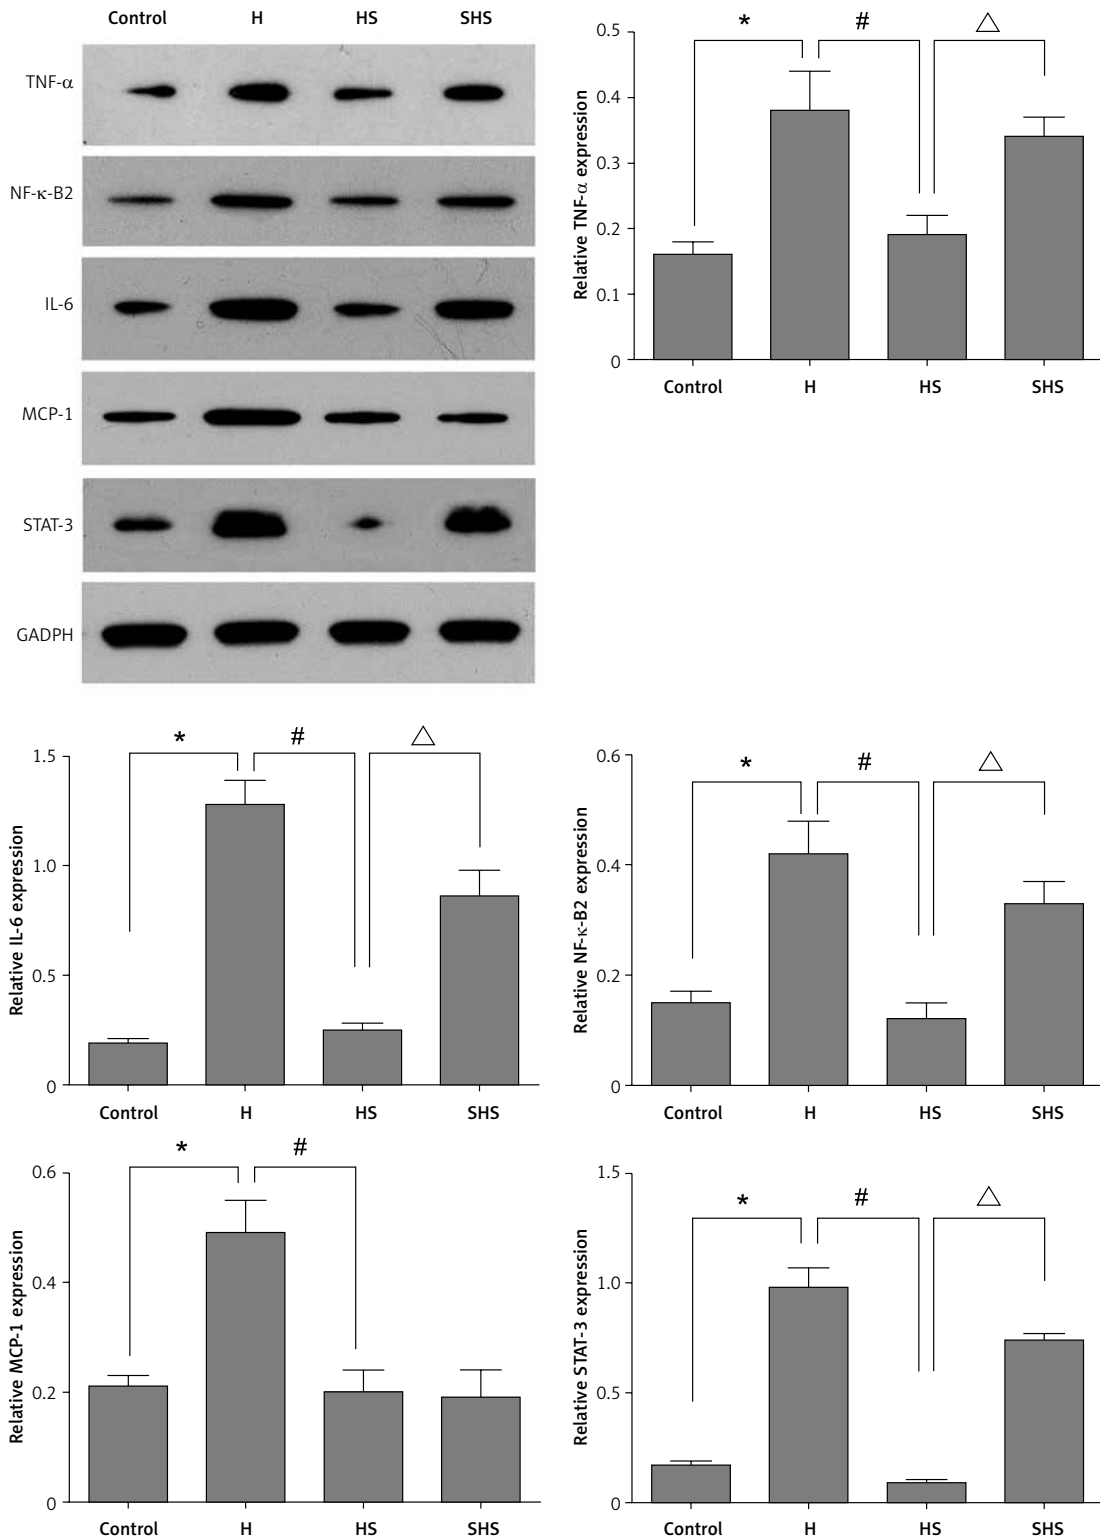 Control H HS SHS
TNF-α
NF-κ-B2
IL-6
MCP-1
STAT-3
GADPH
* # △
Relative TNF-α expression
0.5
0.4
0.3
0.2
0.1
0
Control H HS SHS
* # △
Relative IL-6 expression
1.5
1.0
0.5
0
Control H HS SHS
* # △
Relative NF-κ-B2 expression
0.6
0.4
0.2
0
Control H HS SHS
* #
Relative MCP-1 expression
0.6
0.4
0.2
0
Control H HS SHS
* # △
Relative STAT-3 expression
1.5
1.0
0.5
0
Control H HS SHS